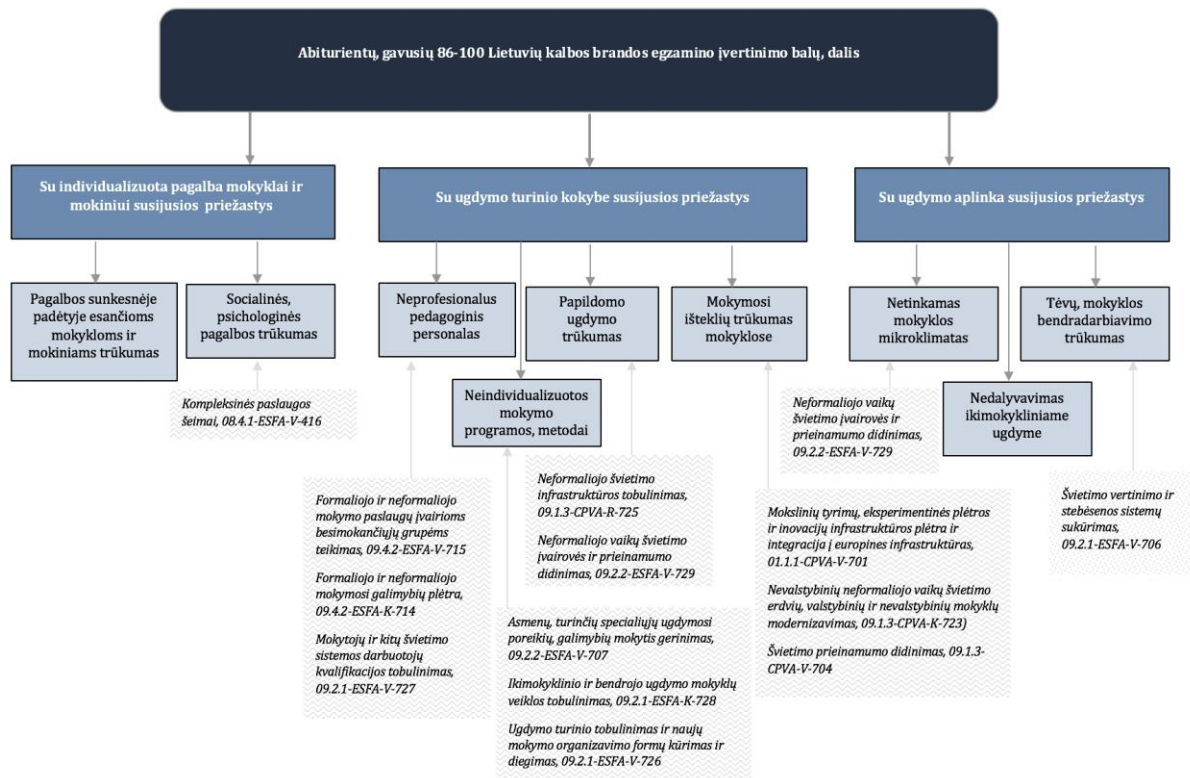 Abiturientų, gavusių 86-100 Lietuvių kalbos brandos egzamino įvertinimo balų, dalis
Su individualizuota pagalba mokyklai ir
mokiniui susijusios priežastys
Su ugdymo turinio kokybe susijusios priežastys
Su ugdymo aplinka susijusios priežastys
Pagalbos sunkesnėje
padėtyje esančioms
mokykloms ir
mokiniams trūkumas
Socialinės,
psichologinės
pagalbos trūkumas
Neprofesionalus
pedagoginis
personalas
Papildomo
ugdymo
trūkumas
Mokymosi
išteklių trūkumas
mokyklose
Netinkamas
mokyklos
mikroklimatas
Tėvų, mokyklos
bendradarbiavimo
trūkumas
Neindividualizuotos
mokymo
programos, metodai
Nedalyvavimas
ikimokykliniame
ugdyme
Kompleksinės paslaugos
šeimai, 08.4.1-ESFA-V-416
Formaliojo ir neformaliojo
mokymo paslaugų įvairioms
besimokančiųjų grupėms
teikimas, 09.4.2-ESFA-V-715
Formaliojo ir neformaliojo
mokymosi galimybių plėtra,
09.4.2-ESFA-K-714
Mokytojų ir kitų švietimo
sistemos darbuotojų
kvalifikacijos tobulinimas,
09.2.1-ESFA-V-727
Asmenų, turinčių specialiųjų ugdymosi
poreikių, galimybių mokytis gerinimas,
09.2.2-ESFA-V-707
Ikimokyklinio ir bendrojo ugdymo mokyklų
veiklos tobulinimas, 09.2.1-ESFA-K-728
Ugdymo turinio tobulinimas ir naujų
mokymo organizavimo formų kūrimas ir
diegimas, 09.2.1-ESFA-V-726
Neformaliojo švietimo
infrastruktūros tobulinimas,
09.1.3-CPVA-R-725
Neformaliojo vaikų švietimo
įvairovės ir prieinamumo
didinimas, 09.2.2-ESFA-V-729
Mokslinių tyrimų, eksperimentinės plėtros
ir inovacijų infrastruktūros plėtra ir
integracija į europines infrastruktūras,
01.1.1-CPVA-V-701
Nevalstybinių neformaliojo vaikų švietimo
erdvių, valstybinių ir nevalstybinių mokyklų
modernizavimas, 09.1.3-CPVA-K-723)
Švietimo prieinamumo didinimas, 09.1.3-
CPVA-V-704
Neformaliojo vaikų
švietimo įvairovės ir
prieinamumo didinimas,
09.2.2-ESFA-V-729
Švietimo vertinimo ir
stebėsenos sistemų
sukūrimas,
09.2.1-ESFA-V-706